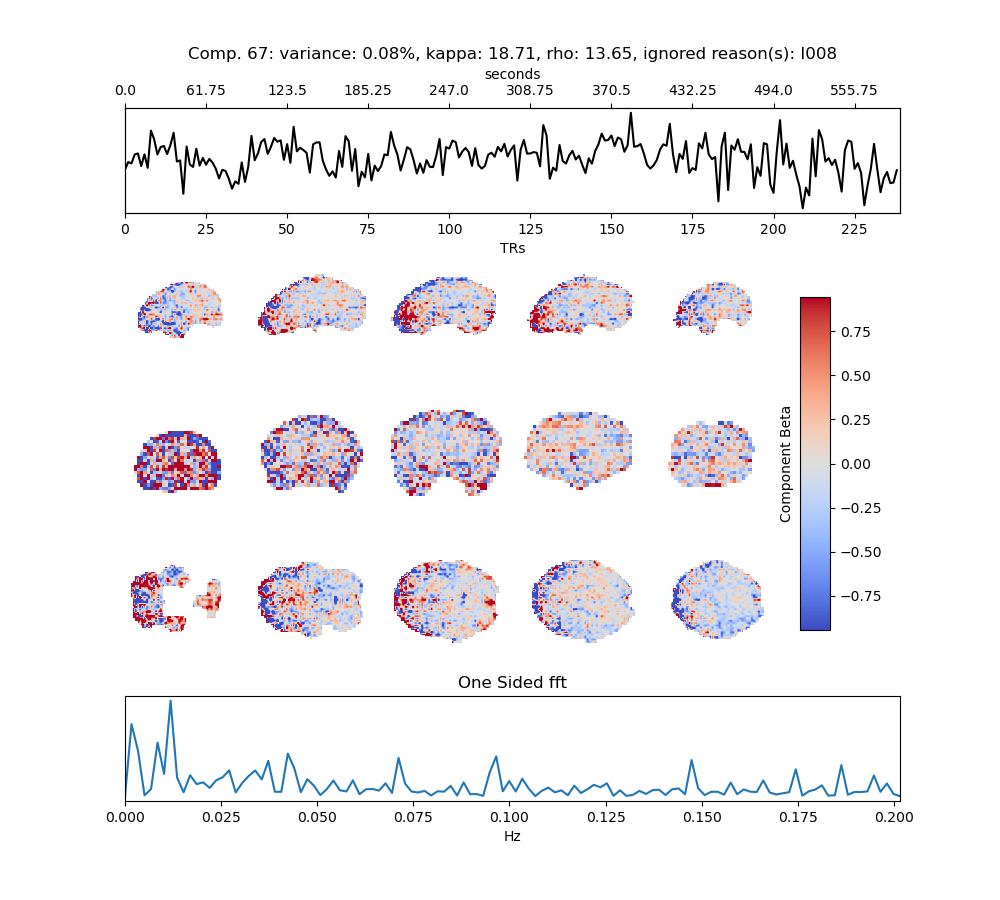 Comp. 67: variance: 0.08%, kappa: 18.71, rho: 13.65, ignored reason(s): I008
seconds
0.0 61.75 123.5 185.25 247.0 308.75 370.5 432.25 494.0 555.75
0 25 50 75 100 125 150 175 200 225
TRs
0.75
0.50
0.25
0.00
−0.25
−0.50
−0.75
Component Beta
One Sided fft
0.000 0.025 0.050 0.075 0.100 0.125 0.150 0.175 0.200
Hz